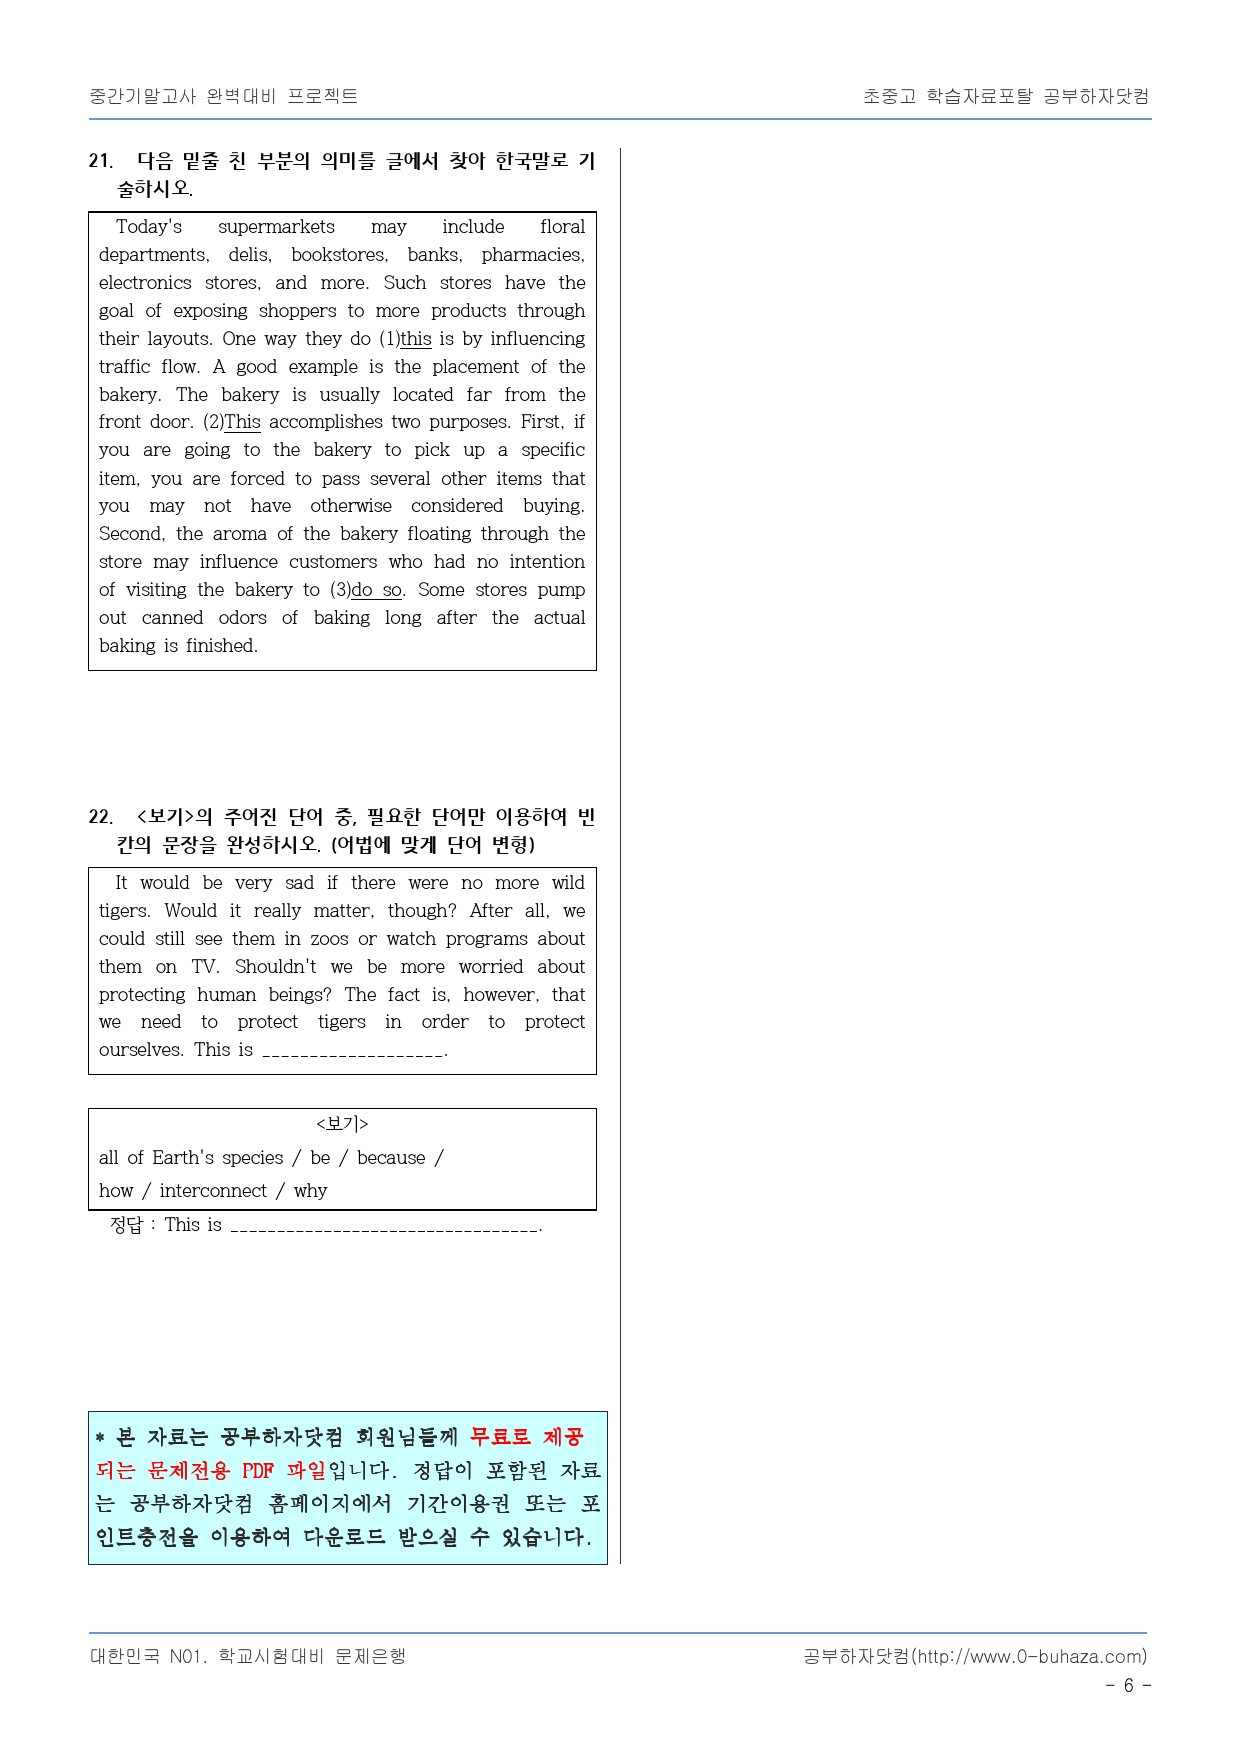 중간기말고사 완벽대비 프로젝트
초중고 학습자료포탈 공부하자닷컴
21. 다음 밑줄 친 부분의 의미를 글에서 찾아 한국말로 기
술하시오.
Today's supermarkets may include floral
departments, delis, bookstores, banks, pharmacies,
electronics stores, and more. Such stores have the
goal of exposing shoppers to more products through
their layouts. One way they do (1)this is by influencing
traffic flow. A good example is the placement of the
bakery. The bakery is usually located far from the
front door. (2)This accomplishes two purposes. First, if
you are going to the bakery to pick up a specific
item, you are forced to pass several other items that
you may not have otherwise considered buying.
Second, the aroma of the bakery floating through the
store may influence customers who had no intention
of visiting the bakery to (3)do so. Some stores pump
out canned odors of baking long after the actual
baking is finished.
22. <보기>의 주어진 단어 중, 필요한 단어만 이용하여 빈
칸의 문장을 완성하시오. (어법에 맞게 단어 변형)
It would be very sad if there were no more wild
tigers. Would it really matter, though? After all, we
could still see them in zoos or watch programs about
them on TV. Shouldn't we be more worried about
protecting human beings? The fact is, however, that
we need to protect tigers in order to protect
ourselves. This is ___________________.
<보기>
all of Earth's species / be / because /
how / interconnect / why
정답 : This is _________________________________.
* 본 자료는 공부하자닷컴 회원님들께 무료로 제공
되는 문제전용 PDF 파일입니다. 정답이 포함된 자료
는 공부하자닷컴 홈페이지에서 기간이용권 또는 포
인트충전을 이용하여 다운로드 받으실 수 있습니다.
대한민국 N01. 학교시험대비 문제은행
공부하자닷컴(http://www.0-buhaza.com)
- 6 -